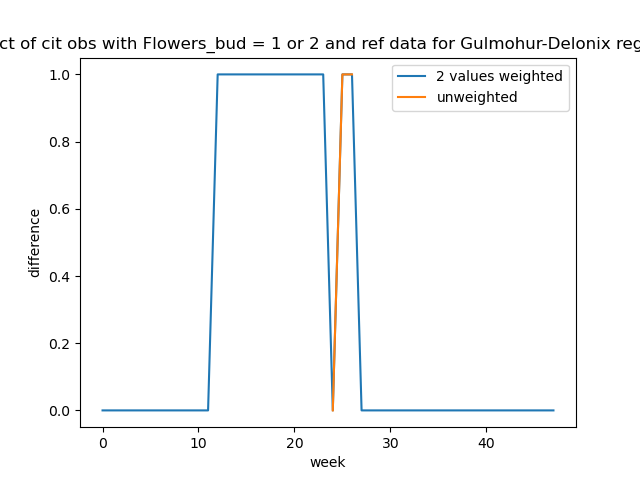 ct of cit obs with Flowers_bud = 1 or 2 and ref data for Gulmohur-Delonix reg
2 values weighted
unweighted
1.0
0.8
0.6
0.4
0.2
0.0
difference
0
10
20
30
40
week